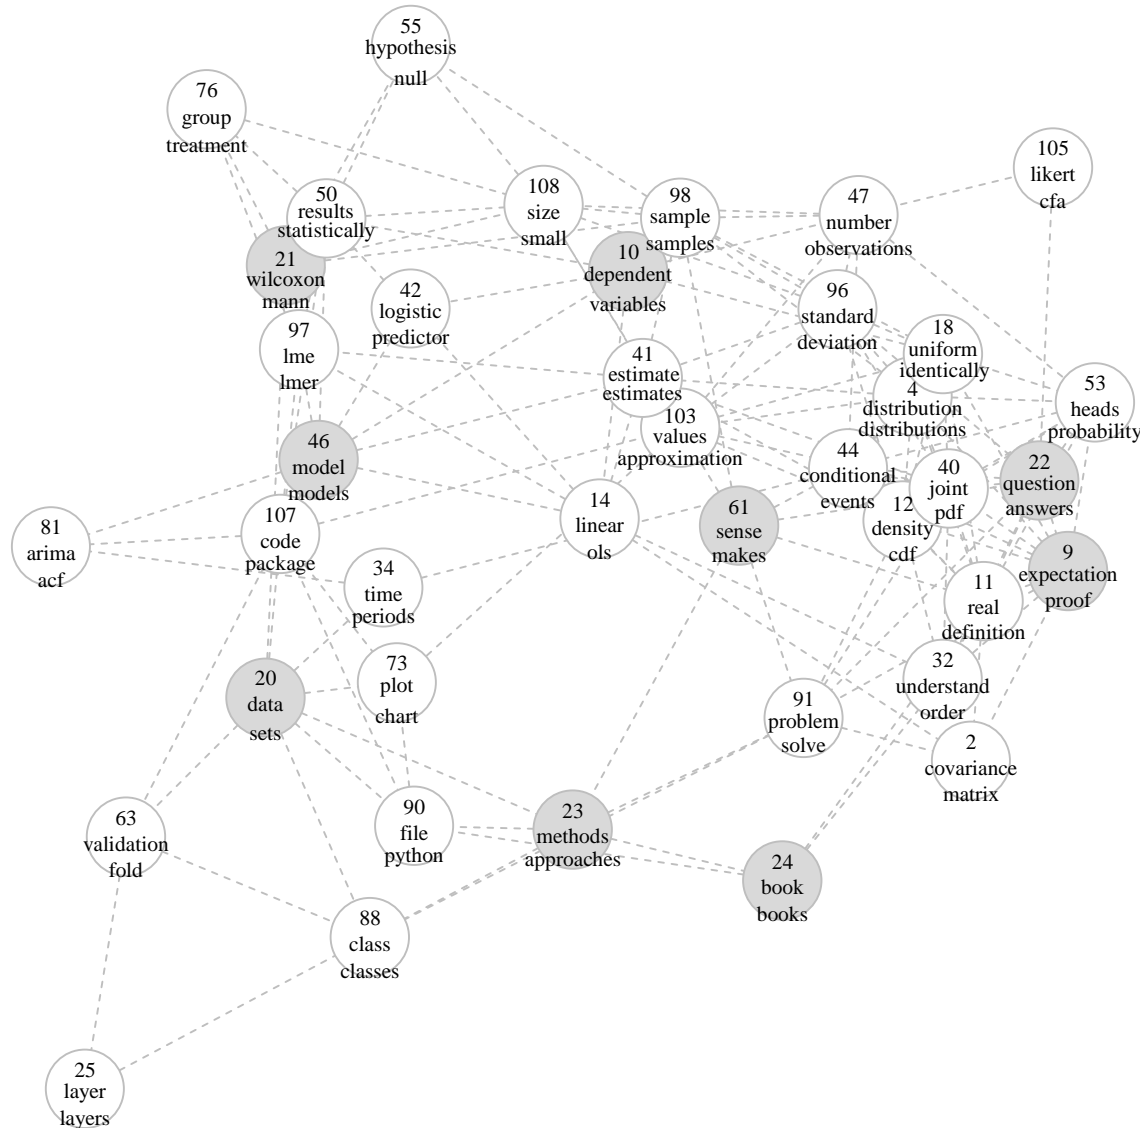 55
hypothesis
null
76
group
treatment
105
likert
cfa
108
size
small
98
sample
samples
47
number
observations
50
results
statistically
21
wilcoxon
mann
10
dependent
variables
42
logistic
predictor
96
standard
deviation
97
lme
lmer
18
uniform
identically
41
estimate
estimates
4
distribution
distributions
53
heads
probability
103
values
approximation
46
model
models
44
conditional
events
40
joint
pdf
22
question
answers
14
linear
ols
61
sense
makes
12
density
cdf
107
code
package
81
arima
acf
9
expectation
proof
34
time
periods
11
real
definition
20
data
sets
73
plot
chart
32
understand
order
91
problem
solve
2
covariance
matrix
63
validation
fold
90
file
python
23
methods
approaches
24
book
books
88
class
classes
25
layer
layers